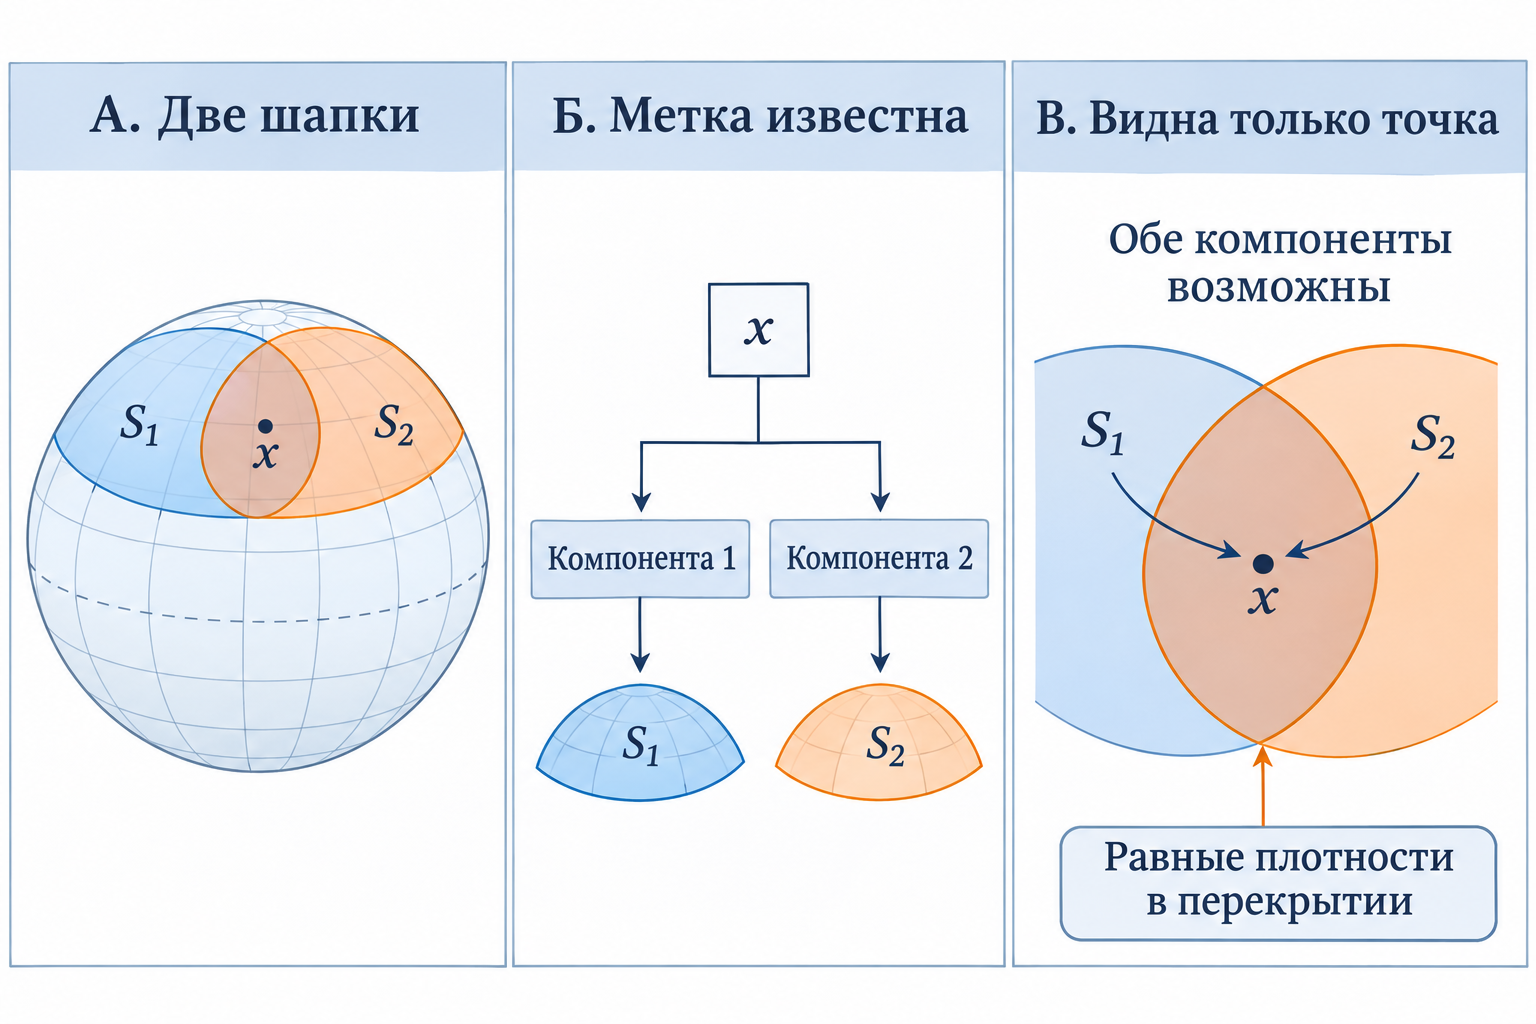 А. Две шапки
S1
S2
x
Б. Метка известна
x
Компонента 1
Компонента 2
S1
S2
В. Видна только точка
Обе компоненты
возможны
S1
S2
x
Равные плотности
в перекрытии